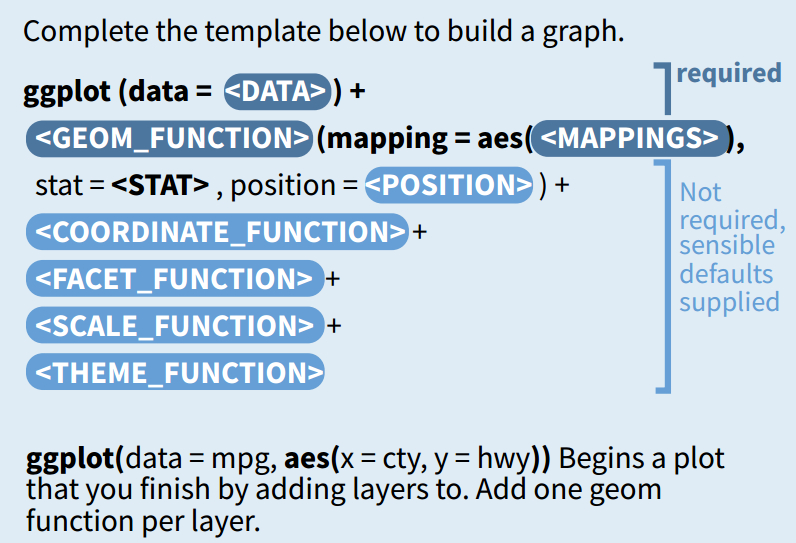 Complete the template below to build a graph.
required
ggplot (data = <DATA> ) +
<GEOM_FUNCTION> (mapping = aes( <MAPPINGS> ),
stat = <STAT> , position = <POSITION> ) +
<COORDINATE_FUNCTION> +
<FACET_FUNCTION> +
<SCALE_FUNCTION> +
<THEME_FUNCTION>
Not
required,
sensible
defaults
supplied
ggplot(data = mpg, aes(x = cty, y = hwy)) Begins a plot
that you finish by adding layers to. Add one geom
function per layer.